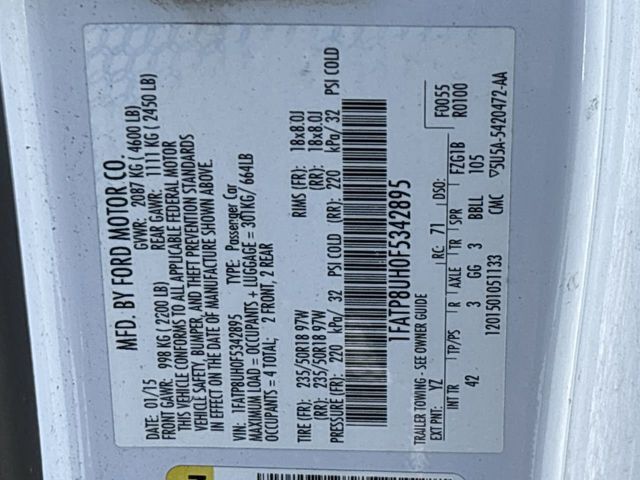 MFD. BY FORD MOTOR CO.
DATE: 01/15 GVWR: 2087 KG (4600 LB)
FRONT GAWR: 998 KG (2200 LB) REAR GAWR: 1111 KG (2450 LB)
THIS VEHICLE CONFORMS TO ALL APPLICABLE FEDERAL MOTOR
VEHICLE SAFETY, BUMPER, AND THEFT PREVENTION STANDARDS
IN EFFECT ON THE DATE OF MANUFACTURE SHOWN ABOVE.
VIN: 1FATP8UH0F5342895 TYPE: Passenger Car
MAXIMUM LOAD = OCCUPANTS + LUGGAGE = 301KG/664LB
OCCUPANTS = 4 TOTAL; 2 FRONT, 2 REAR
TIRE (FR): 235/50R18 97W RIMS (FR): 18x8.0J
(RR): 235/50R18 97W (RR): 18x8.0J
PRESSURE (FR): 220 kPa/ 32 PSI COLD (RR): 220 kPa/ 32 PSI COLD
1FATP8UH0F5342895
TRAILER TOWING - SEE OWNER GUIDE
F0055
EXT PNT: YZ RC: 71 DSO: R0100
INT TR TP/PS R AXLE TR SPR FZG1B
42 3 GG 3 BBLL 105
1201501051133 CMC ▽5U5A-5420472-AA